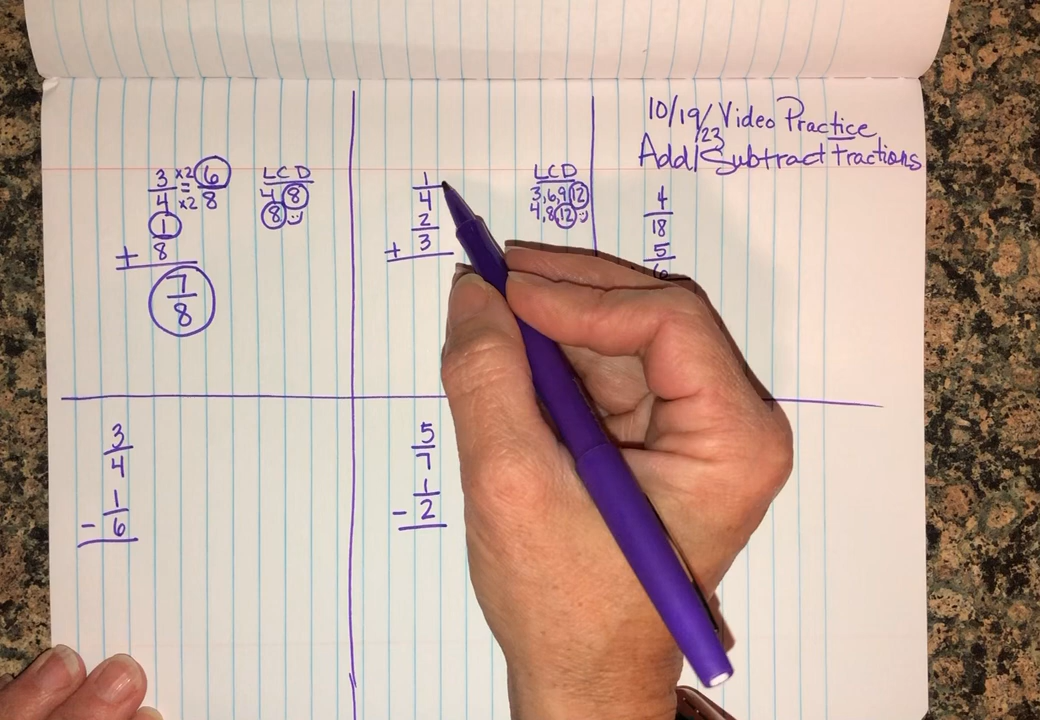 10/19/23 Video Practice
Add/Subtract Fractions
3 ×2 6
4 = 8
×2
1
+ 8
7
8
LCD
4, 8
8
1
4
2
+ 3
LCD
3, 6, 9, 12
4, 8, 12
4
18
5
6
3
4
1
- 6
5
7
1
- 2